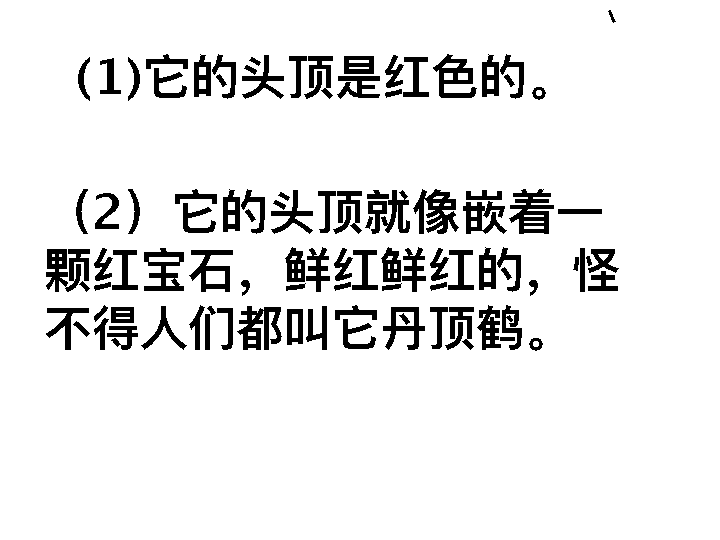 (1)它的头顶是红色的。
（2）它的头顶就像嵌着一
颗红宝石，鲜红鲜红的，怪
不得人们都叫它丹顶鹤。